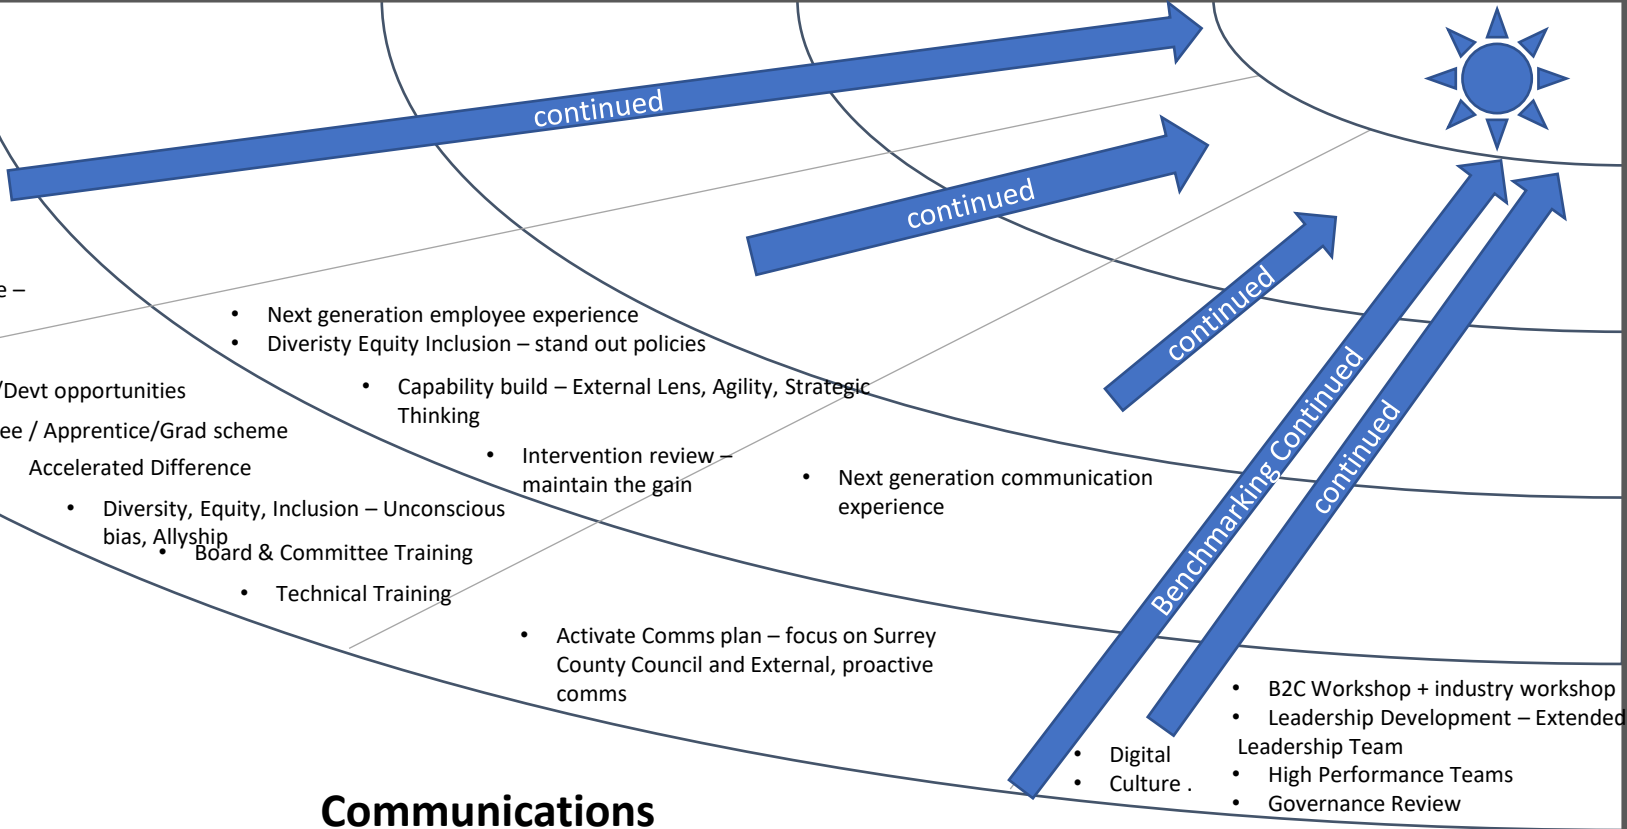 continued
continued
continued
e –
• Next generation employee experience
• Diveristy Equity Inclusion – stand out policies
• Capability build – External Lens, Agility, Strategic
Thinking
/Devt opportunities
ee / Apprentice/Grad scheme
Accelerated Difference
• Intervention review –
maintain the gain
• Next generation communication
experience
• Diversity, Equity, Inclusion – Unconscious
bias, Allyship
• Board & Committee Training
• Technical Training
Benchmarking Continued
continued
• Activate Comms plan – focus on Surrey
County Council and External, proactive
comms
• Digital
• Culture .
• B2C Workshop + industry workshop
• Leadership Development – Extended
Leadership Team
• High Performance Teams
• Governance Review
Communications